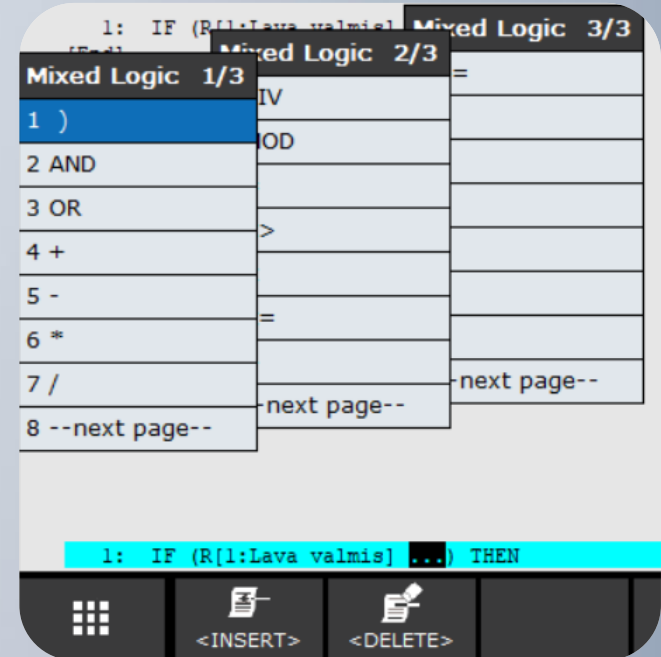 1: IF (R[1:Lava valmis]
Mixed Logic 3/3
Mixed Logic 2/3
Mixed Logic 1/3
1 )
2 AND
3 OR
4 +
5 -
6 *
7 /
8 --next page--
IV
OD
>
=
-next page--
=
-next page--
1: IF (R[1:Lava valmis] ...) THEN
<INSERT>
<DELETE>